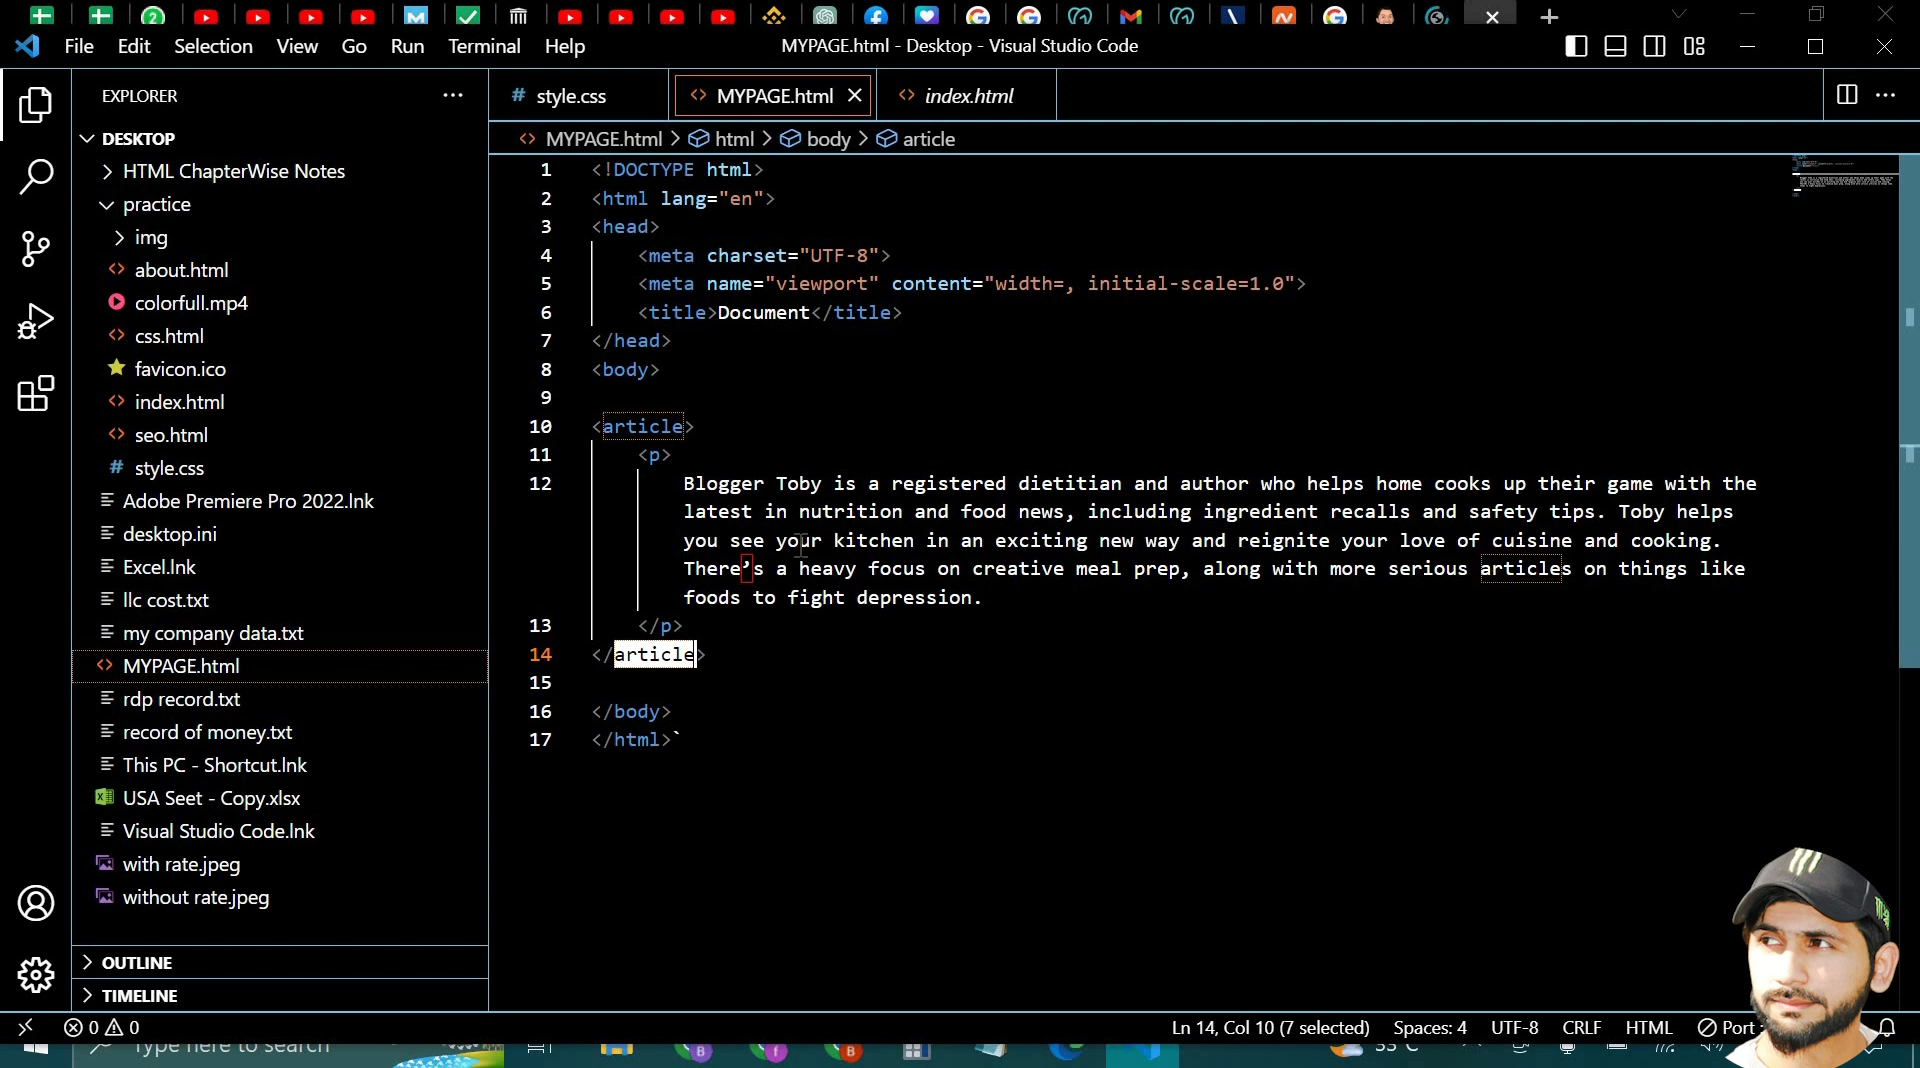 File Edit Selection View Go Run Terminal Help
MYPAGE.html - Desktop - Visual Studio Code
EXPLORER
DESKTOP
HTML ChapterWise Notes
practice
img
about.html
colorfull.mp4
css.html
favicon.ico
index.html
seo.html
style.css
Adobe Premiere Pro 2022.lnk
desktop.ini
Excel.lnk
llc cost.txt
my company data.txt
MYPAGE.html
rdp record.txt
record of money.txt
This PC - Shortcut.lnk
USA Seet - Copy.xlsx
Visual Studio Code.lnk
with rate.jpeg
without rate.jpeg
OUTLINE
TIMELINE
# style.css
<> MYPAGE.html
<> index.html
<> MYPAGE.html > html > body > article
1 <!DOCTYPE html>
2 <html lang="en">
3 <head>
4 <meta charset="UTF-8">
5 <meta name="viewport" content="width=, initial-scale=1.0">
6 <title>Document</title>
7 </head>
8 <body>
9
10 <article>
11 <p>
12 Blogger Toby is a registered dietitian and author who helps home cooks up their game with the
latest in nutrition and food news, including ingredient recalls and safety tips. Toby helps
you see your kitchen in an exciting new way and reignite your love of cuisine and cooking.
There’s a heavy focus on creative meal prep, along with more serious articles on things like
foods to fight depression.
13 </p>
14 </article>
15
16 </body>
17 </html>`
0 0
Ln 14, Col 10 (7 selected) Spaces: 4 UTF-8 CRLF HTML Port :
Type here to search
33°C